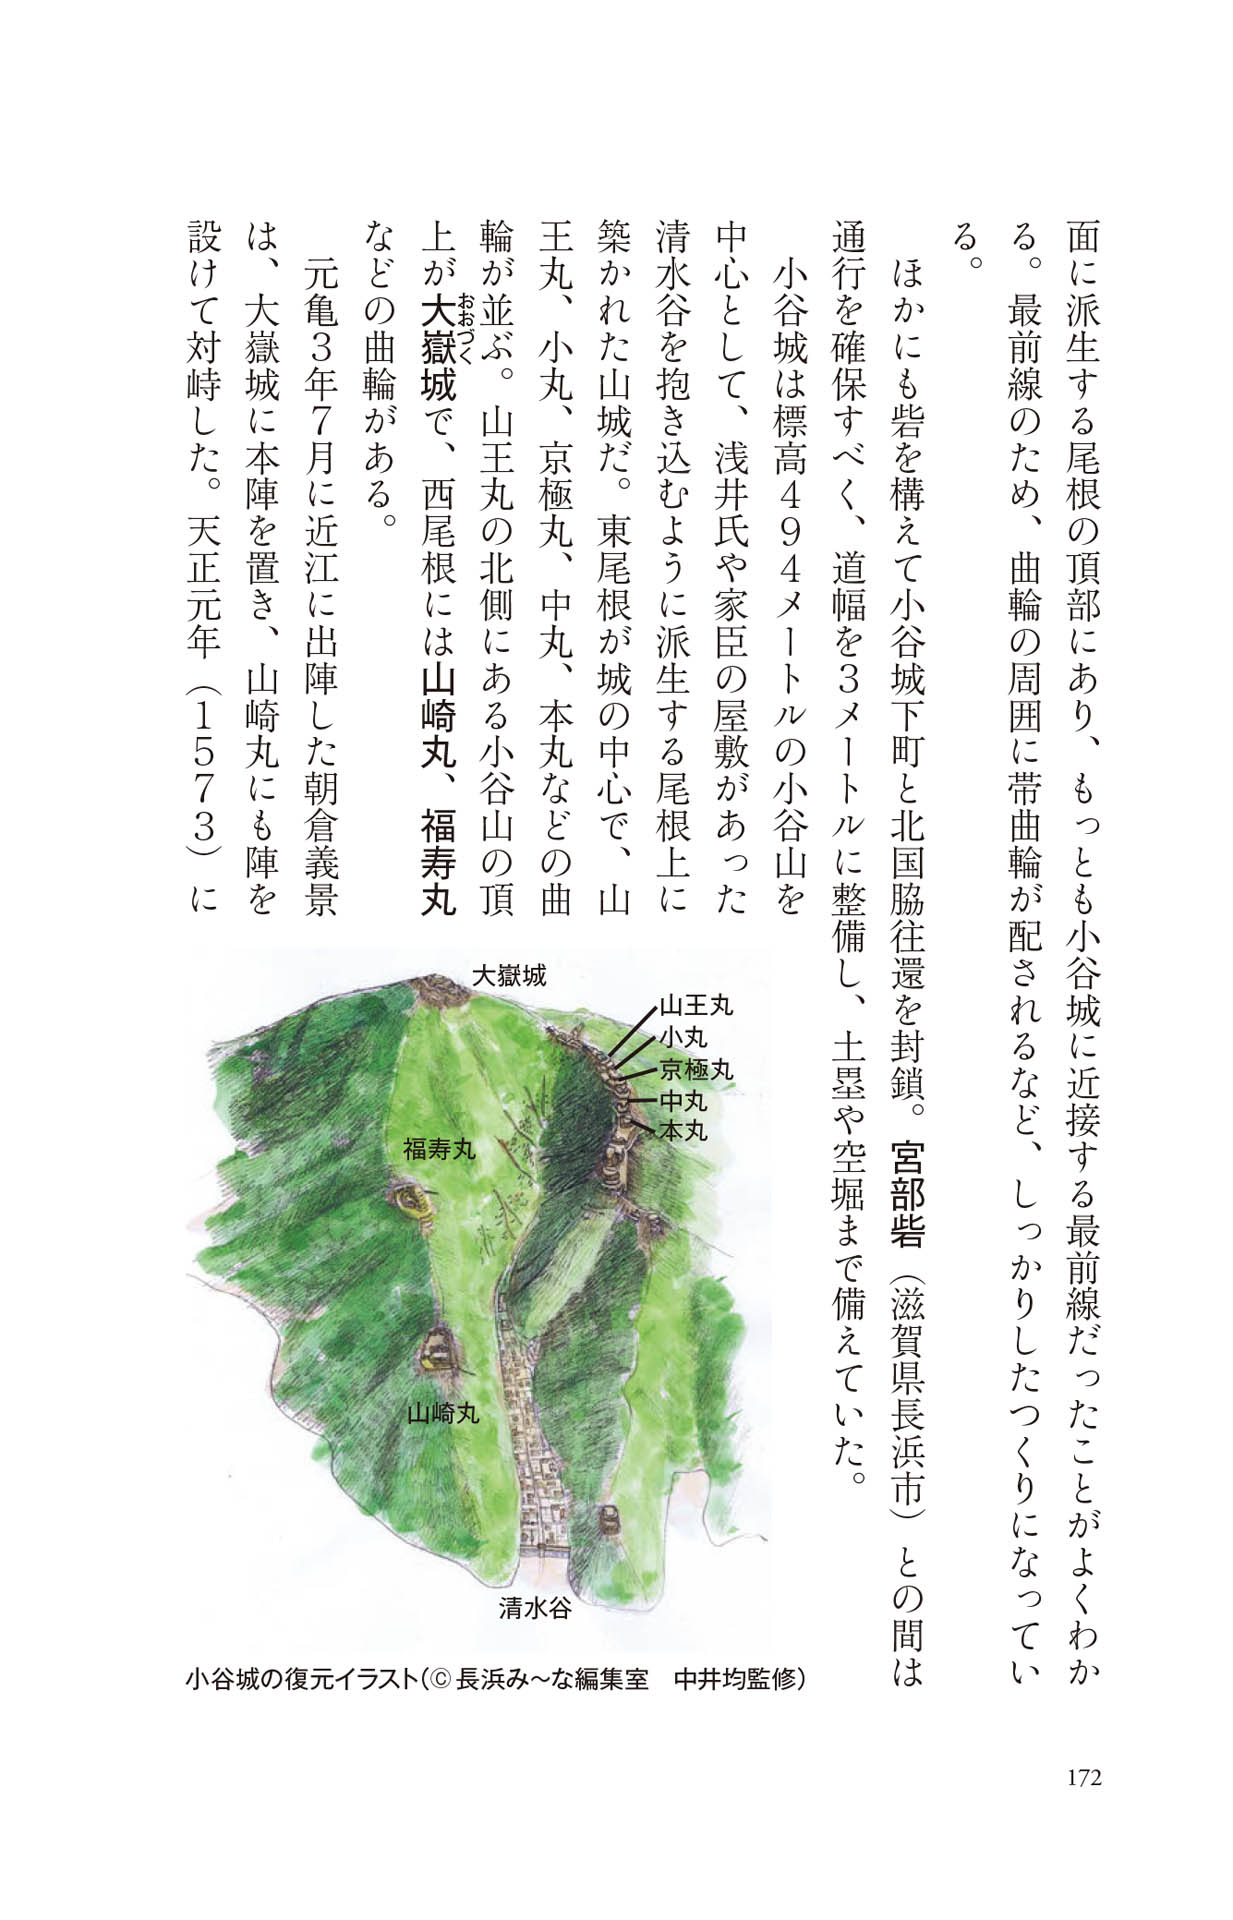 面に派生する尾根の頂部にあり、もっとも小谷城に近接する最前線だったことがよくわか
る。最前線のため、曲輪の周囲に帯曲輪が配されるなど、しっかりしたつくりになってい
る。
ほかにも砦を構えて小谷城下町と北国脇往還を封鎖。宮部砦（滋賀県長浜市）との間は
通行を確保すべく、道幅を３メートルに整備し、土塁や空堀まで備えていた。
小谷城は標高４９４メートルの小谷山を
中心として、浅井氏や家臣の屋敷があった
清水谷を抱き込むように派生する尾根上に
築かれた山城だ。東尾根が城の中心で、山
王丸、小丸、京極丸、中丸、本丸などの曲
輪が並ぶ。山王丸の北側にある小谷山の頂
上が大嶽城で、西尾根には山崎丸、福寿丸
おおづく
などの曲輪がある。
元亀３年７月に近江に出陣した朝倉義景
は、大嶽城に本陣を置き、山崎丸にも陣を
設けて対峙した。天正元年（１５７３）に
大嶽城
山王丸
小丸
京極丸
中丸
本丸
福寿丸
山崎丸
清水谷
小谷城の復元イラスト(© 長浜み〜な編集室　中井均監修)
172